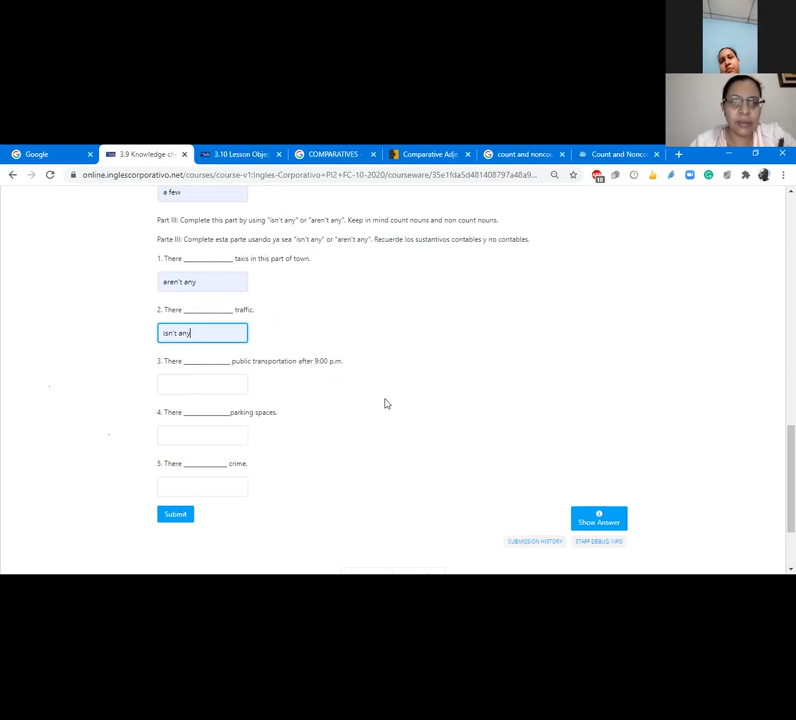 Google
3.9 Knowledge ch
3.10 Lesson Obje
COMPARATIVES -
Comparative Adje
count and nonco
Count and Nonco
online.inglescorporativo.net/courses/course-v1:Ingles-Corporativo+PI2+FC-10-2020/courseware/35e1fda5d481408797a48a9...
a few
Part III: Complete this part by using "isn't any" or "aren't any". Keep in mind count nouns and non count nouns.
Parte III: Complete esta parte usando ya sea "isn't any" or "aren't any". Recuerde los sustantivos contables y no contables.
1. There ______________ taxis in this part of town.
aren't any
2. There ______________ traffic.
isn't any
3. There _____________ public transportation after 9:00 p.m.
4. There _____________parking spaces.
5. There ____________ crime.
Submit
Show Answer
SUBMISSION HISTORY
STAFF DEBUG INFO